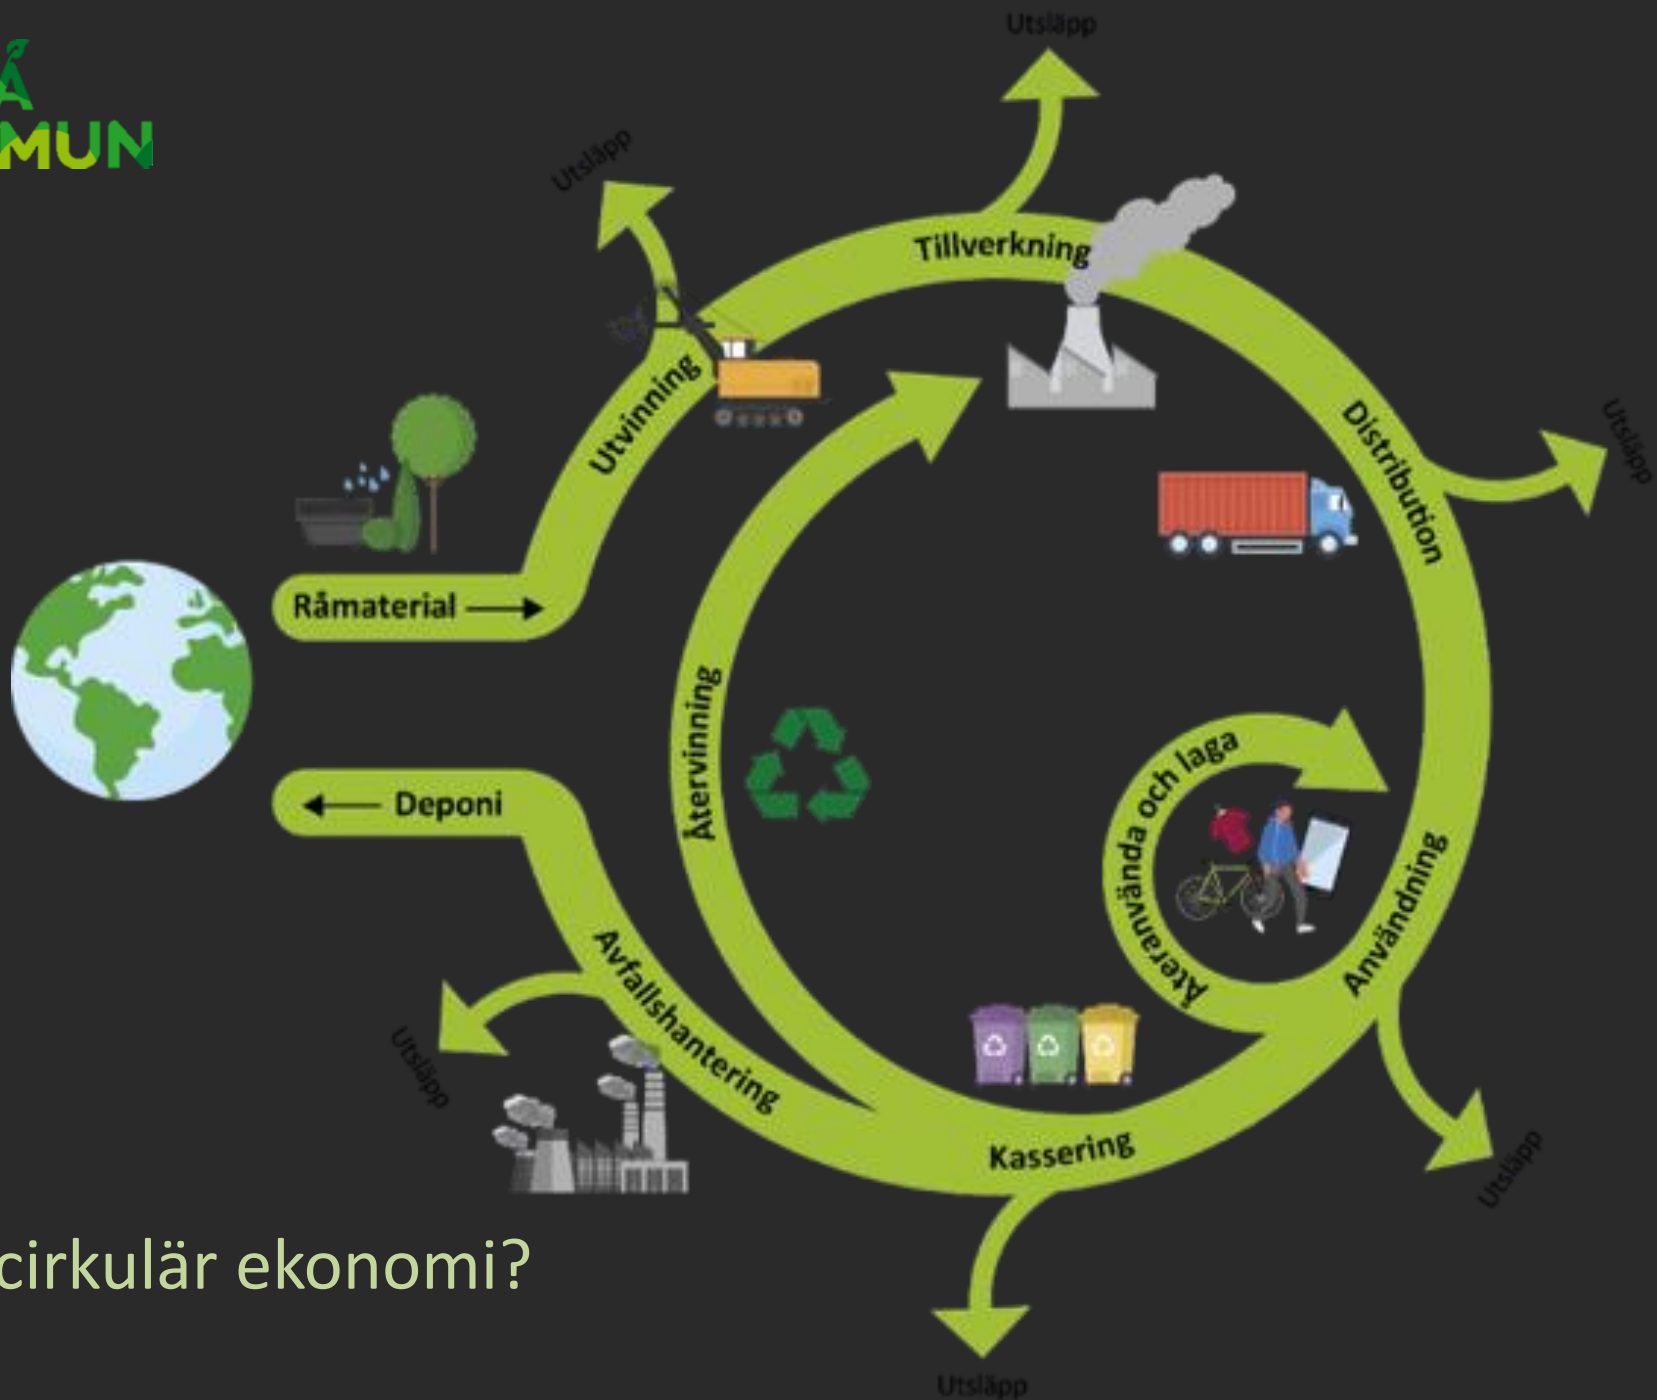 Å
MUN
Utsläpp
Utsläpp
Tillverkning
Utvinning
Distribution
Utsläpp
Råmaterial
Återvinning
Återanvända och laga
Deponi
Användning
Avfallshantering
Utsläpp
Kassering
Utsläpp
cirkulär ekonomi?
Utsläpp